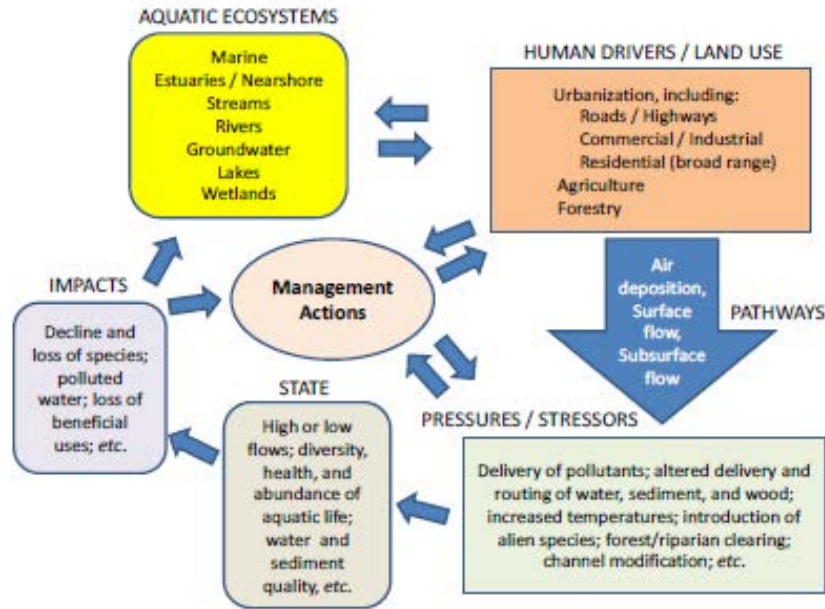 AQUATIC ECOSYSTEMS
Marine
Estuaries / Nearshore
Streams
Rivers
Groundwater
Lakes
Wetlands
HUMAN DRIVERS / LAND USE
Urbanization, including:
Roads / Highways
Commercial / Industrial
Residential (broad range)
Agriculture
Forestry
Air
deposition,
Surface
flow,
Subsurface
flow
PATHWAYS
Management
Actions
IMPACTS
Decline and
loss of species;
polluted
water; loss of
beneficial
uses; etc.
STATE
High or low
flows; diversity,
health, and
abundance of
aquatic life;
water and
sediment
quality, etc.
PRESSURES / STRESSORS
Delivery of pollutants; altered delivery and
routing of water, sediment, and wood;
increased temperatures; introduction of
alien species; forest/riparian clearing;
channel modification; etc.